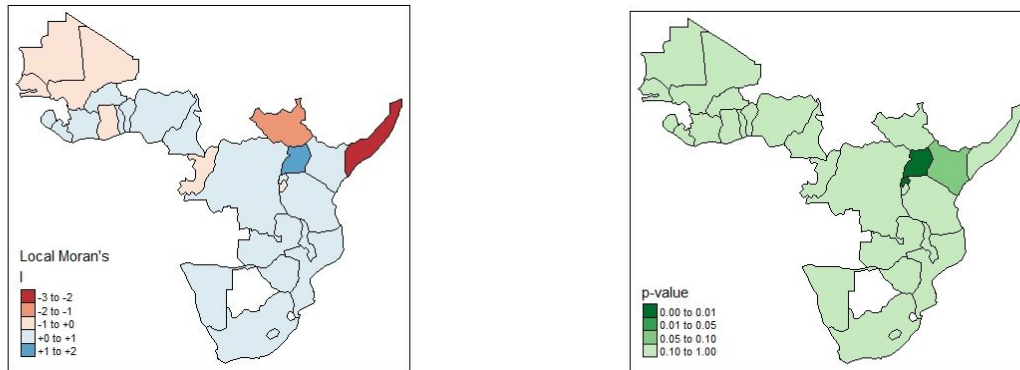 Local Moran's
I
-3 to -2
-2 to -1
-1 to +0
+0 to +1
+1 to +2
p-value
0.00 to 0.01
0.01 to 0.05
0.05 to 0.10
0.10 to 1.00